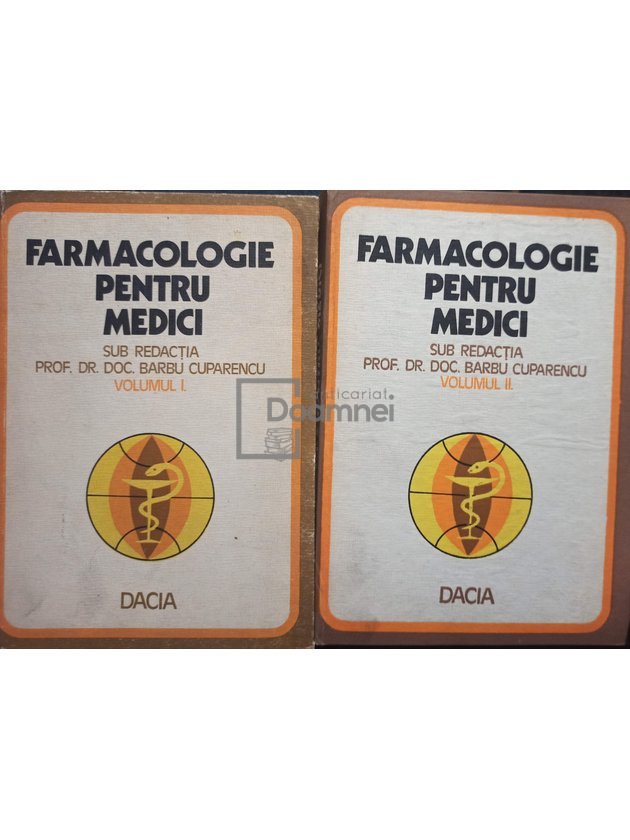 FARMACOLOGIE
PENTRU
MEDICI
SUB REDACȚIA
PROF. DR. DOC. BARBU CUPARENCU
VOLUMUL I.
DACIA
FARMACOLOGIE
PENTRU
MEDICI
SUB REDACȚIA
PROF. DR. DOC. BARBU CUPARENCU
VOLUMUL II.
DACIA
anticariat
Doamnei